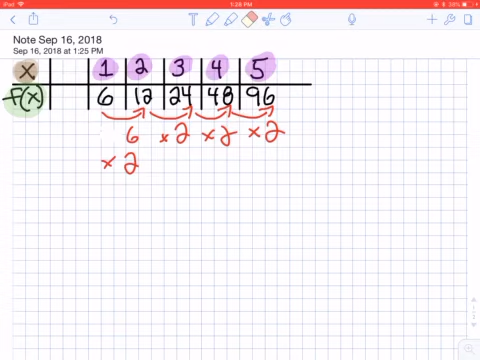 iPad
1:28 PM
38%
Note Sep 16, 2018
Sep 16, 2018 at 1:25 PM
x 1 2 3 4 5
f(x) 6 12 24 48 96
6 × 2 × 2 × 2
× 2